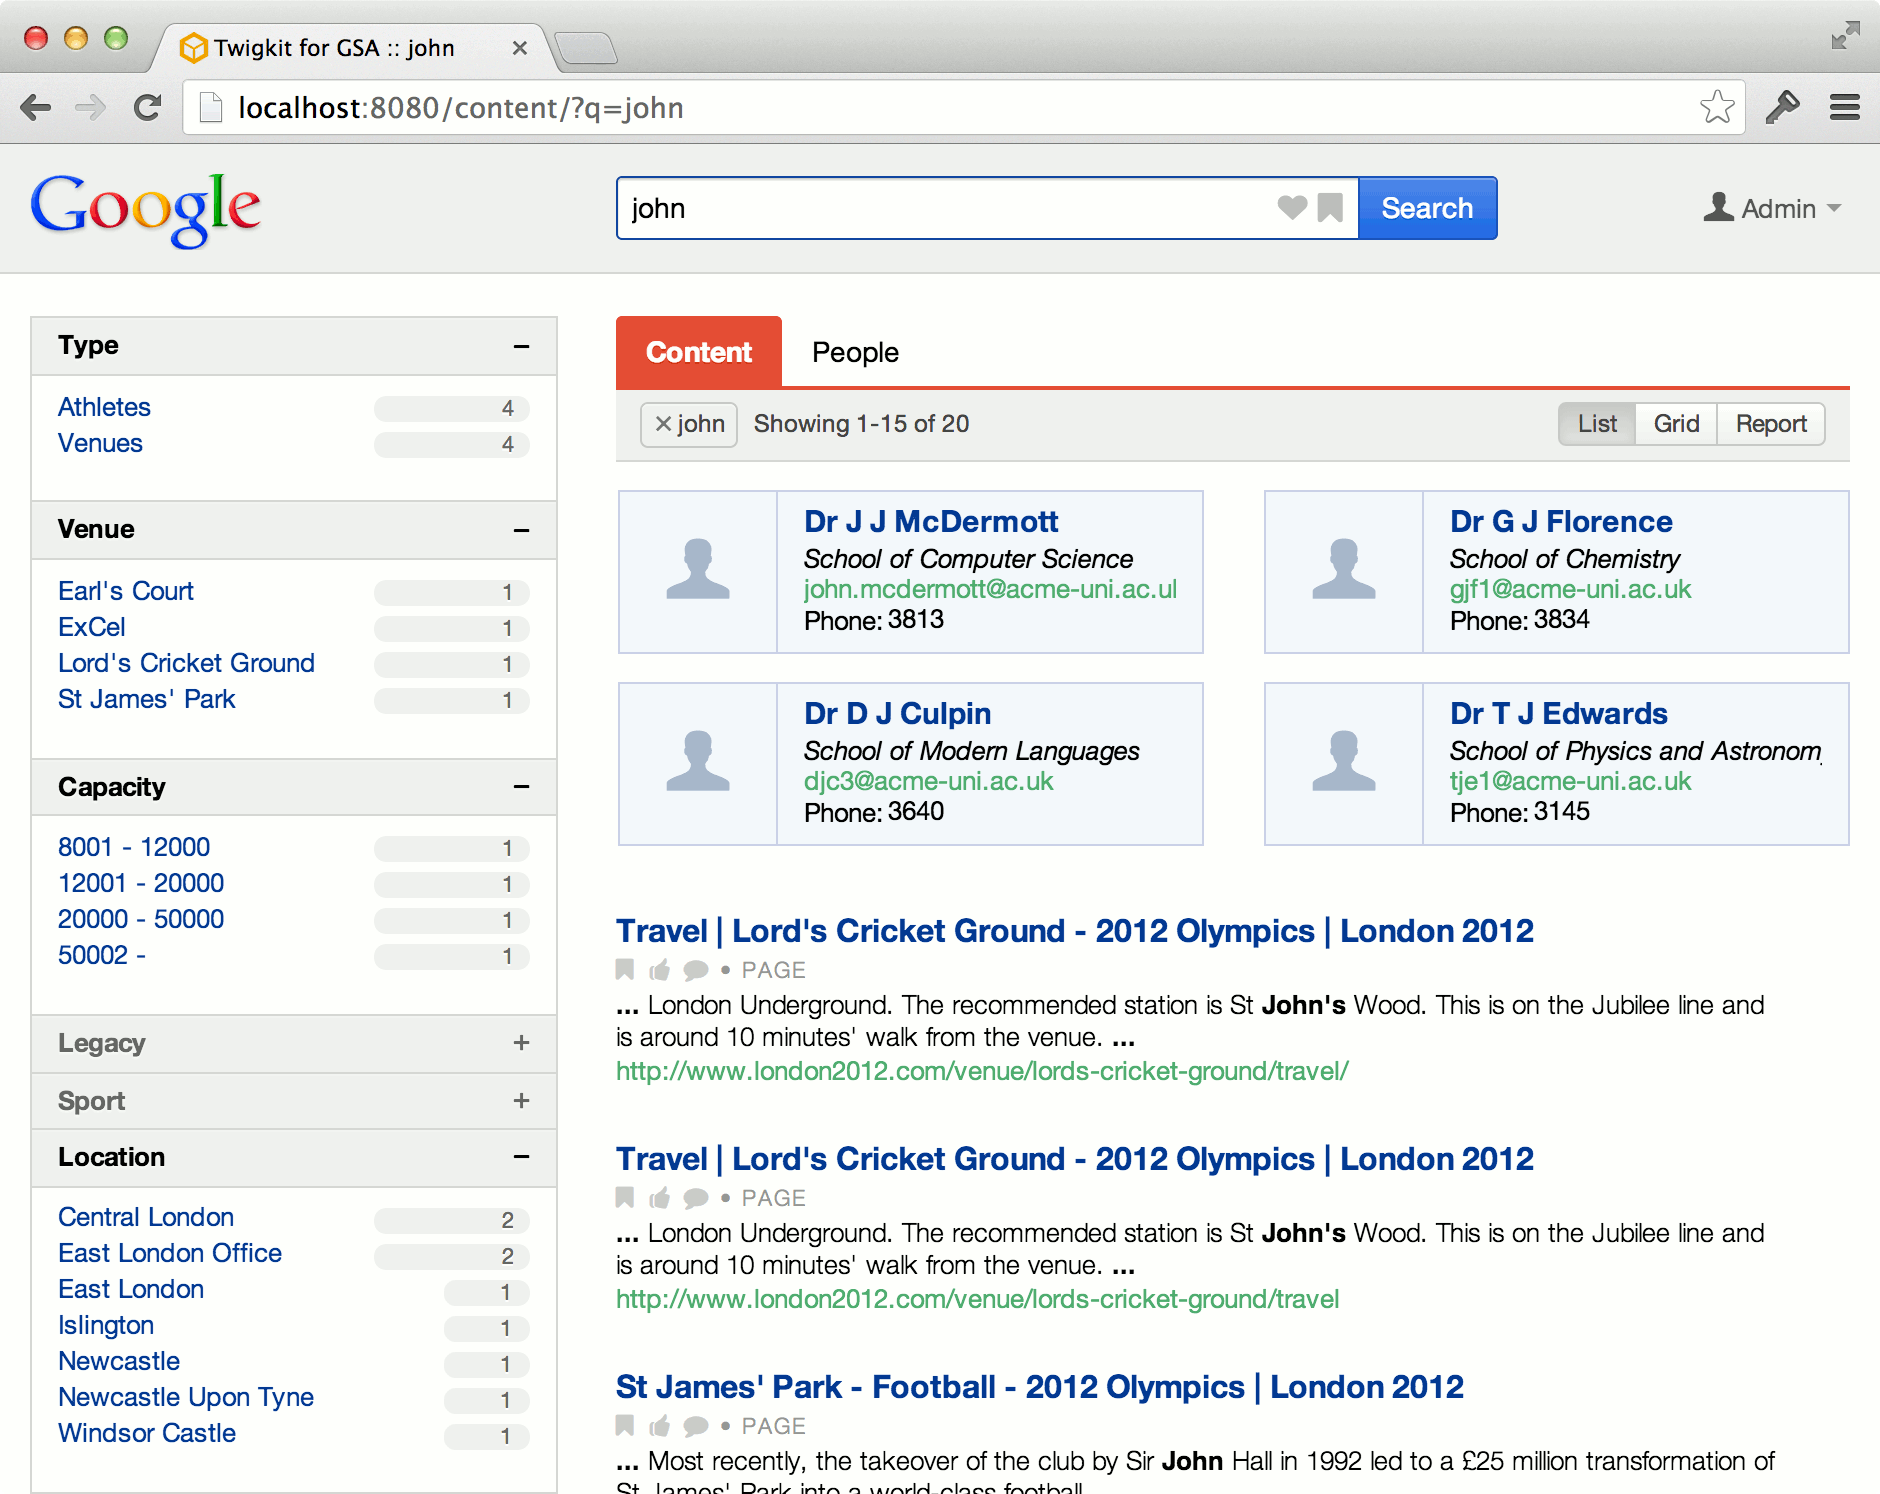 Twigkit for GSA :: john
localhost:8080/content/?q=john
Google
john
Search
Admin
Type
Athletes 4
Venues 4
Venue
Earl's Court 1
ExCel 1
Lord's Cricket Ground 1
St James' Park 1
Capacity
8001 - 12000 1
12001 - 20000 1
20000 - 50000 1
50002 - 1
Legacy
Sport
Location
Central London 2
East London Office 2
East London 1
Islington 1
Newcastle 1
Newcastle Upon Tyne 1
Windsor Castle 1
Content People
john Showing 1-15 of 20
List Grid Report
Dr J J McDermott
School of Computer Science
john.mcdermott@acme-uni.ac.ul
Phone: 3813
Dr G J Florence
School of Chemistry
gjf1@acme-uni.ac.uk
Phone: 3834
Dr D J Culpin
School of Modern Languages
djc3@acme-uni.ac.uk
Phone: 3640
Dr T J Edwards
School of Physics and Astronom
tje1@acme-uni.ac.uk
Phone: 3145
Travel | Lord's Cricket Ground - 2012 Olympics | London 2012
• PAGE
... London Underground. The recommended station is St John's Wood. This is on the Jubilee line and
is around 10 minutes' walk from the venue. ...
http://www.london2012.com/venue/lords-cricket-ground/travel/
Travel | Lord's Cricket Ground - 2012 Olympics | London 2012
• PAGE
... London Underground. The recommended station is St John's Wood. This is on the Jubilee line and
is around 10 minutes' walk from the venue. ...
http://www.london2012.com/venue/lords-cricket-ground/travel
St James' Park - Football - 2012 Olympics | London 2012
• PAGE
... Most recently, the takeover of the club by Sir John Hall in 1992 led to a £25 million transformation of
St James' Park into a world-class football